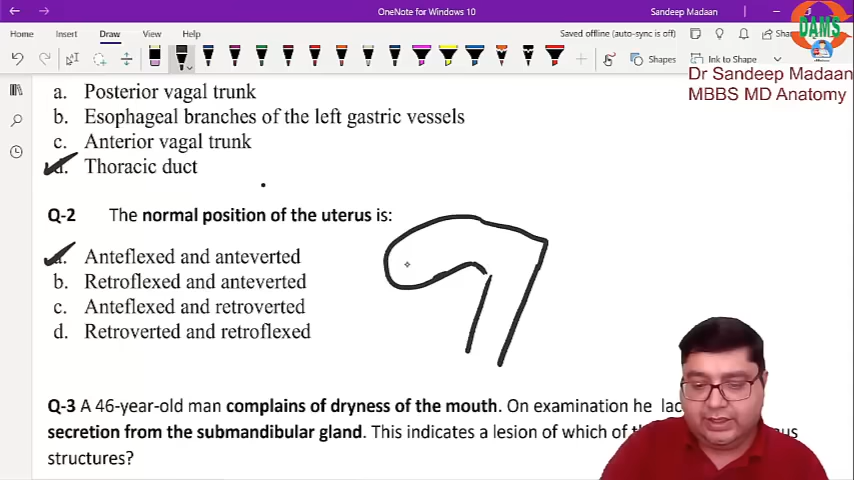 OneNote for Windows 10
Sandeep Madaan
Home Insert Draw View Help
Saved offline (auto-sync is off)
Share
Shapes Ink to Shape
DAMS
Dr Sandeep Madaan
MBBS MD Anatomy
a. Posterior vagal trunk
b. Esophageal branches of the left gastric vessels
c. Anterior vagal trunk
d. Thoracic duct
Q-2 The normal position of the uterus is:
a. Anteflexed and anteverted
b. Retroflexed and anteverted
c. Anteflexed and retroverted
d. Retroverted and retroflexed
Q-3 A 46-year-old man complains of dryness of the mouth. On examination he
secretion from the submandibular gland. This indicates a lesion of which of
structures?